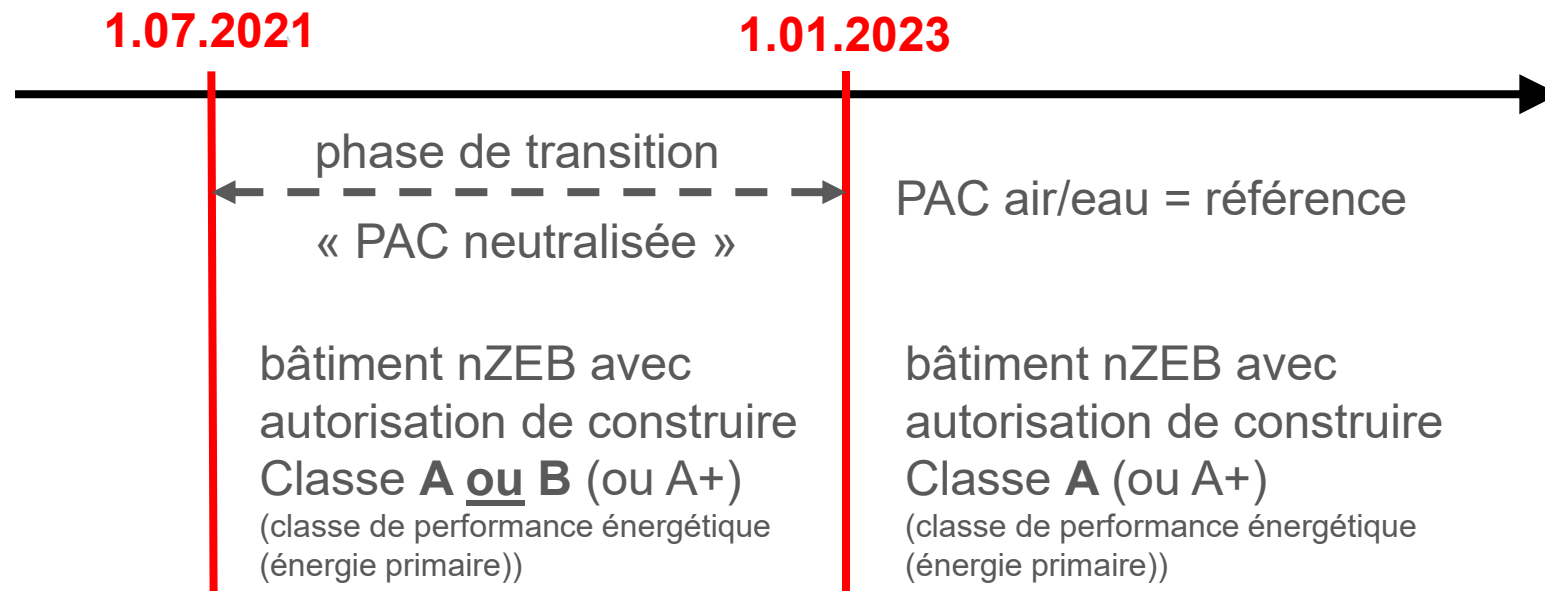 1.07.2021
1.01.2023
phase de transition
« PAC neutralisée »
PAC air/eau = référence
bâtiment nZEB avec
autorisation de construire
Classe A ou B (ou A+)
(classe de performance énergétique
(énergie primaire))
bâtiment nZEB avec
autorisation de construire
Classe A (ou A+)
(classe de performance énergétique
(énergie primaire))